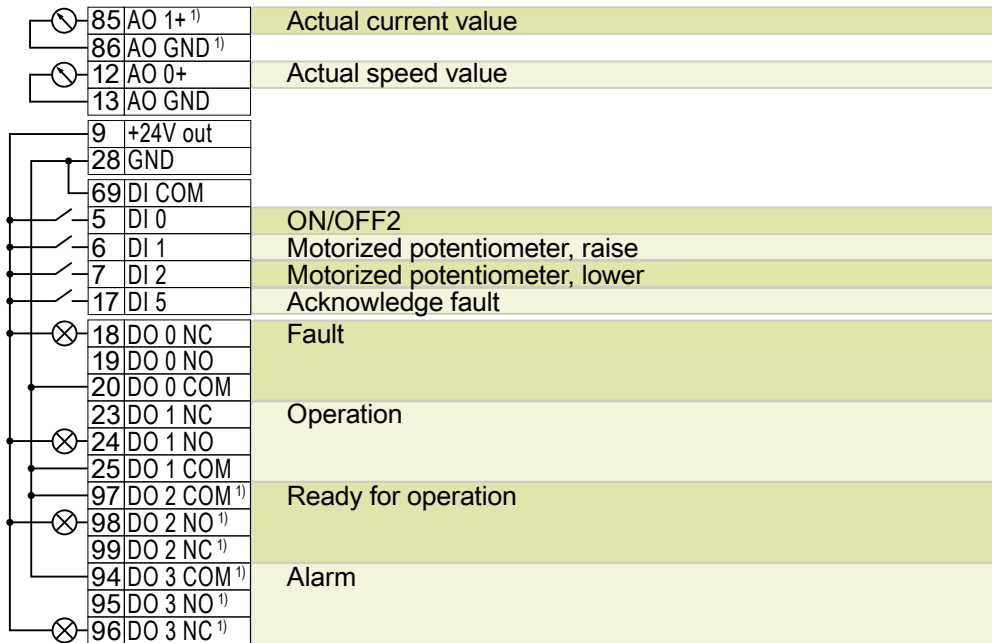 85 AO 1+ 1) Actual current value
86 AO GND 1)
12 AO 0+ Actual speed value
13 AO GND
9 +24V out
28 GND
69 DI COM
5 DI 0 ON/OFF2
6 DI 1 Motorized potentiometer, raise
7 DI 2 Motorized potentiometer, lower
17 DI 5 Acknowledge fault
18 DO 0 NC Fault
19 DO 0 NO
20 DO 0 COM
23 DO 1 NC Operation
24 DO 1 NO
25 DO 1 COM
97 DO 2 COM 1) Ready for operation
98 DO 2 NO 1)
99 DO 2 NC 1)
94 DO 3 COM 1) Alarm
95 DO 3 NO 1)
96 DO 3 NC 1)